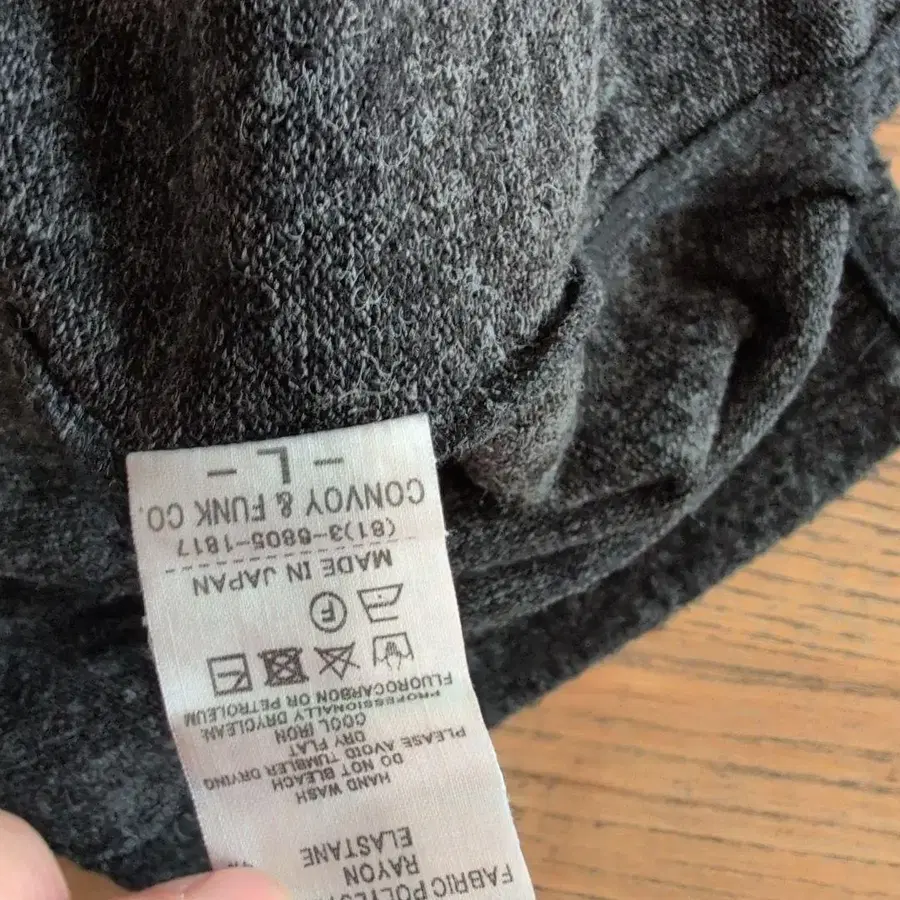 FABRIC POLYEST
RAYON
ELASTANE
HAND WASH
DO NOT BLEACH
PLEASE AVOID TUMBLER DRYING
DRY FLAT
COOL IRON
PROFESSIONALLY DRYCLEAN:
FLUOROCARBON OR PETROLEUM
F
MADE IN JAPAN
(81)3-6805-1817
CONVOY & FUNK CO.
- L -